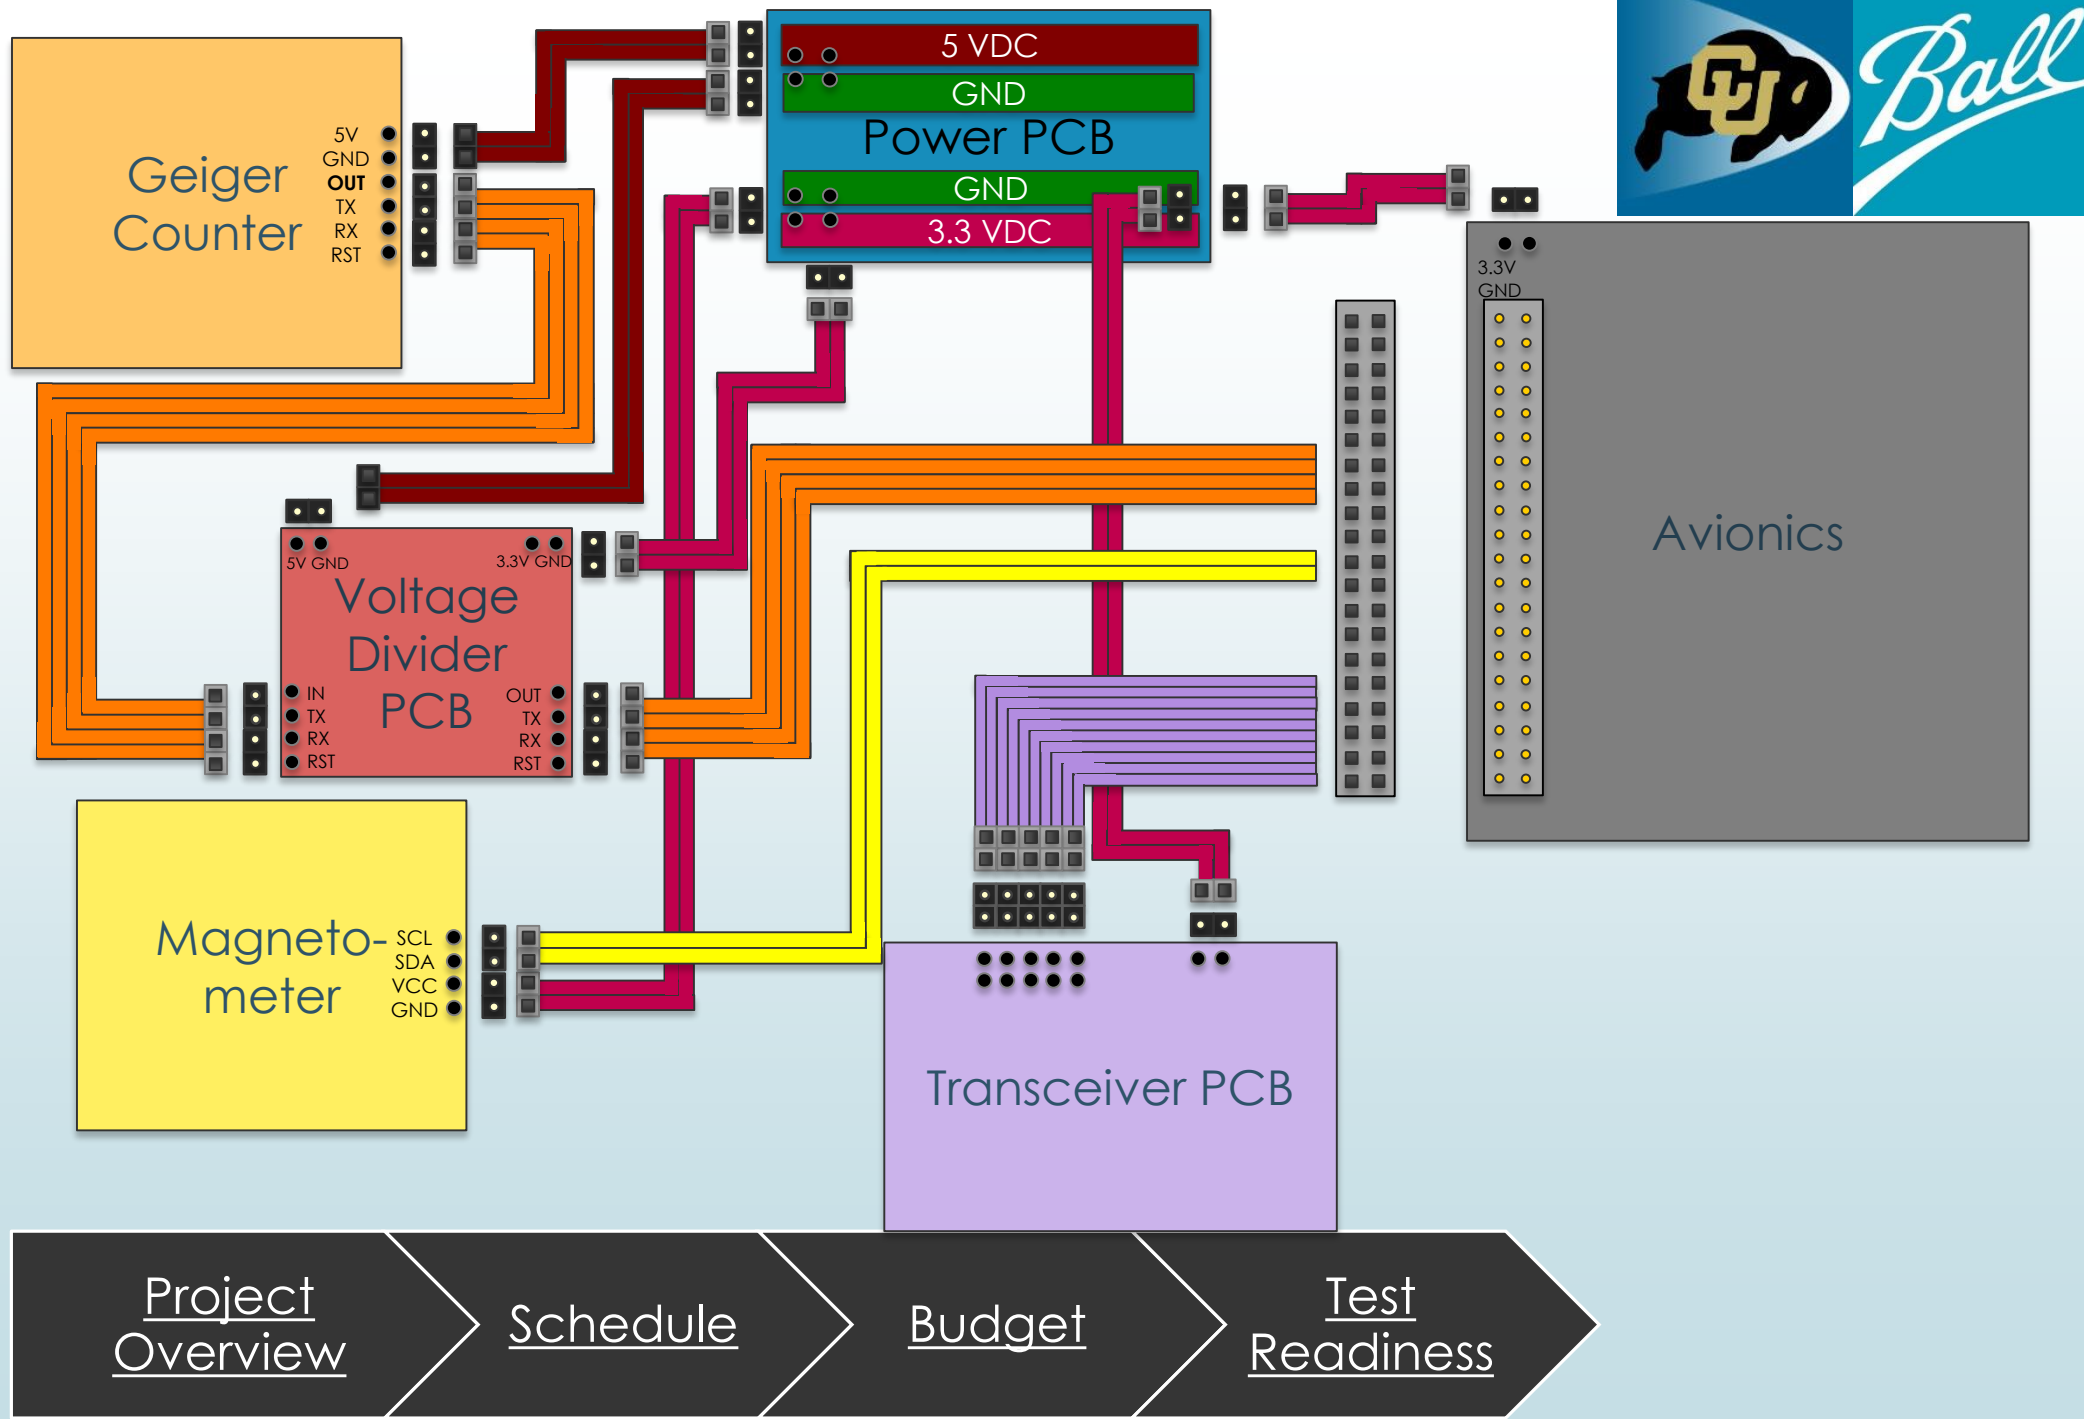 5 VDC
GND
Power PCB
GND
3.3 VDC
CU
Ball
Geiger
Counter
5V
GND
OUT
TX
RX
RST
3.3V
GND
Avionics
5V GND
3.3V GND
Voltage
Divider
PCB
IN
TX
RX
RST
OUT
TX
RX
RST
Magneto-
meter
SCL
SDA
VCC
GND
Transceiver PCB
Project
Overview
Schedule
Budget
Test
Readiness